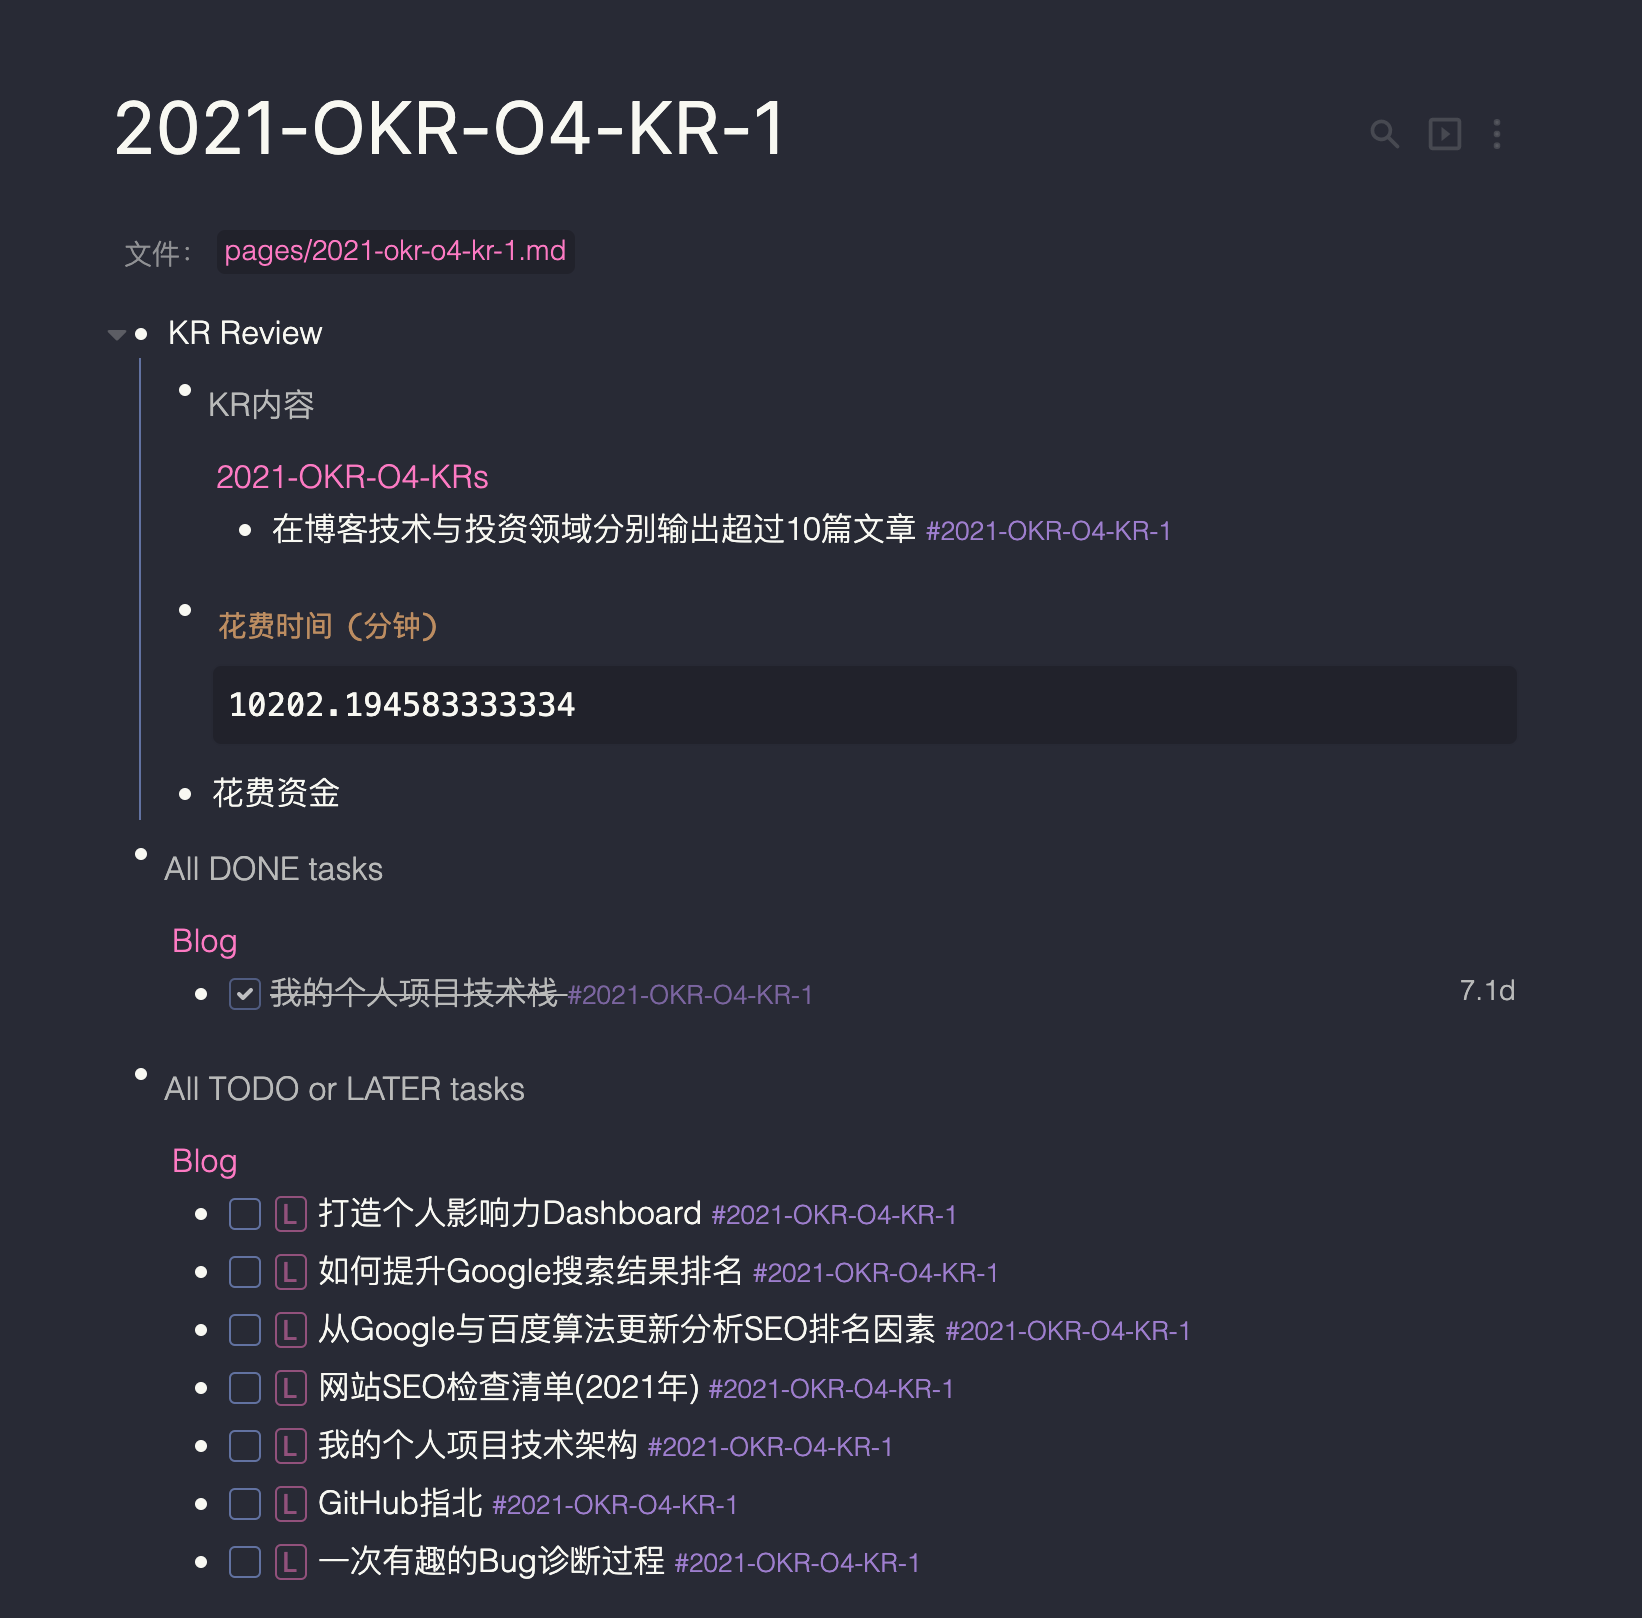 2021-OKR-O4-KR-1
文件： pages/2021-okr-o4-kr-1.md
KR Review
KR内容
2021-OKR-O4-KRs
在博客技术与投资领域分别输出超过10篇文章 #2021-OKR-O4-KR-1
花费时间（分钟）
10202.194583333334
花费资金
All DONE tasks
Blog
我的个人项目技术栈 #2021-OKR-O4-KR-1 7.1d
All TODO or LATER tasks
Blog
L 打造个人影响力Dashboard #2021-OKR-O4-KR-1
L 如何提升Google搜索结果排名 #2021-OKR-O4-KR-1
L 从Google与百度算法更新分析SEO排名因素 #2021-OKR-O4-KR-1
L 网站SEO检查清单(2021年) #2021-OKR-O4-KR-1
L 我的个人项目技术架构 #2021-OKR-O4-KR-1
L GitHub指北 #2021-OKR-O4-KR-1
L 一次有趣的Bug诊断过程 #2021-OKR-O4-KR-1